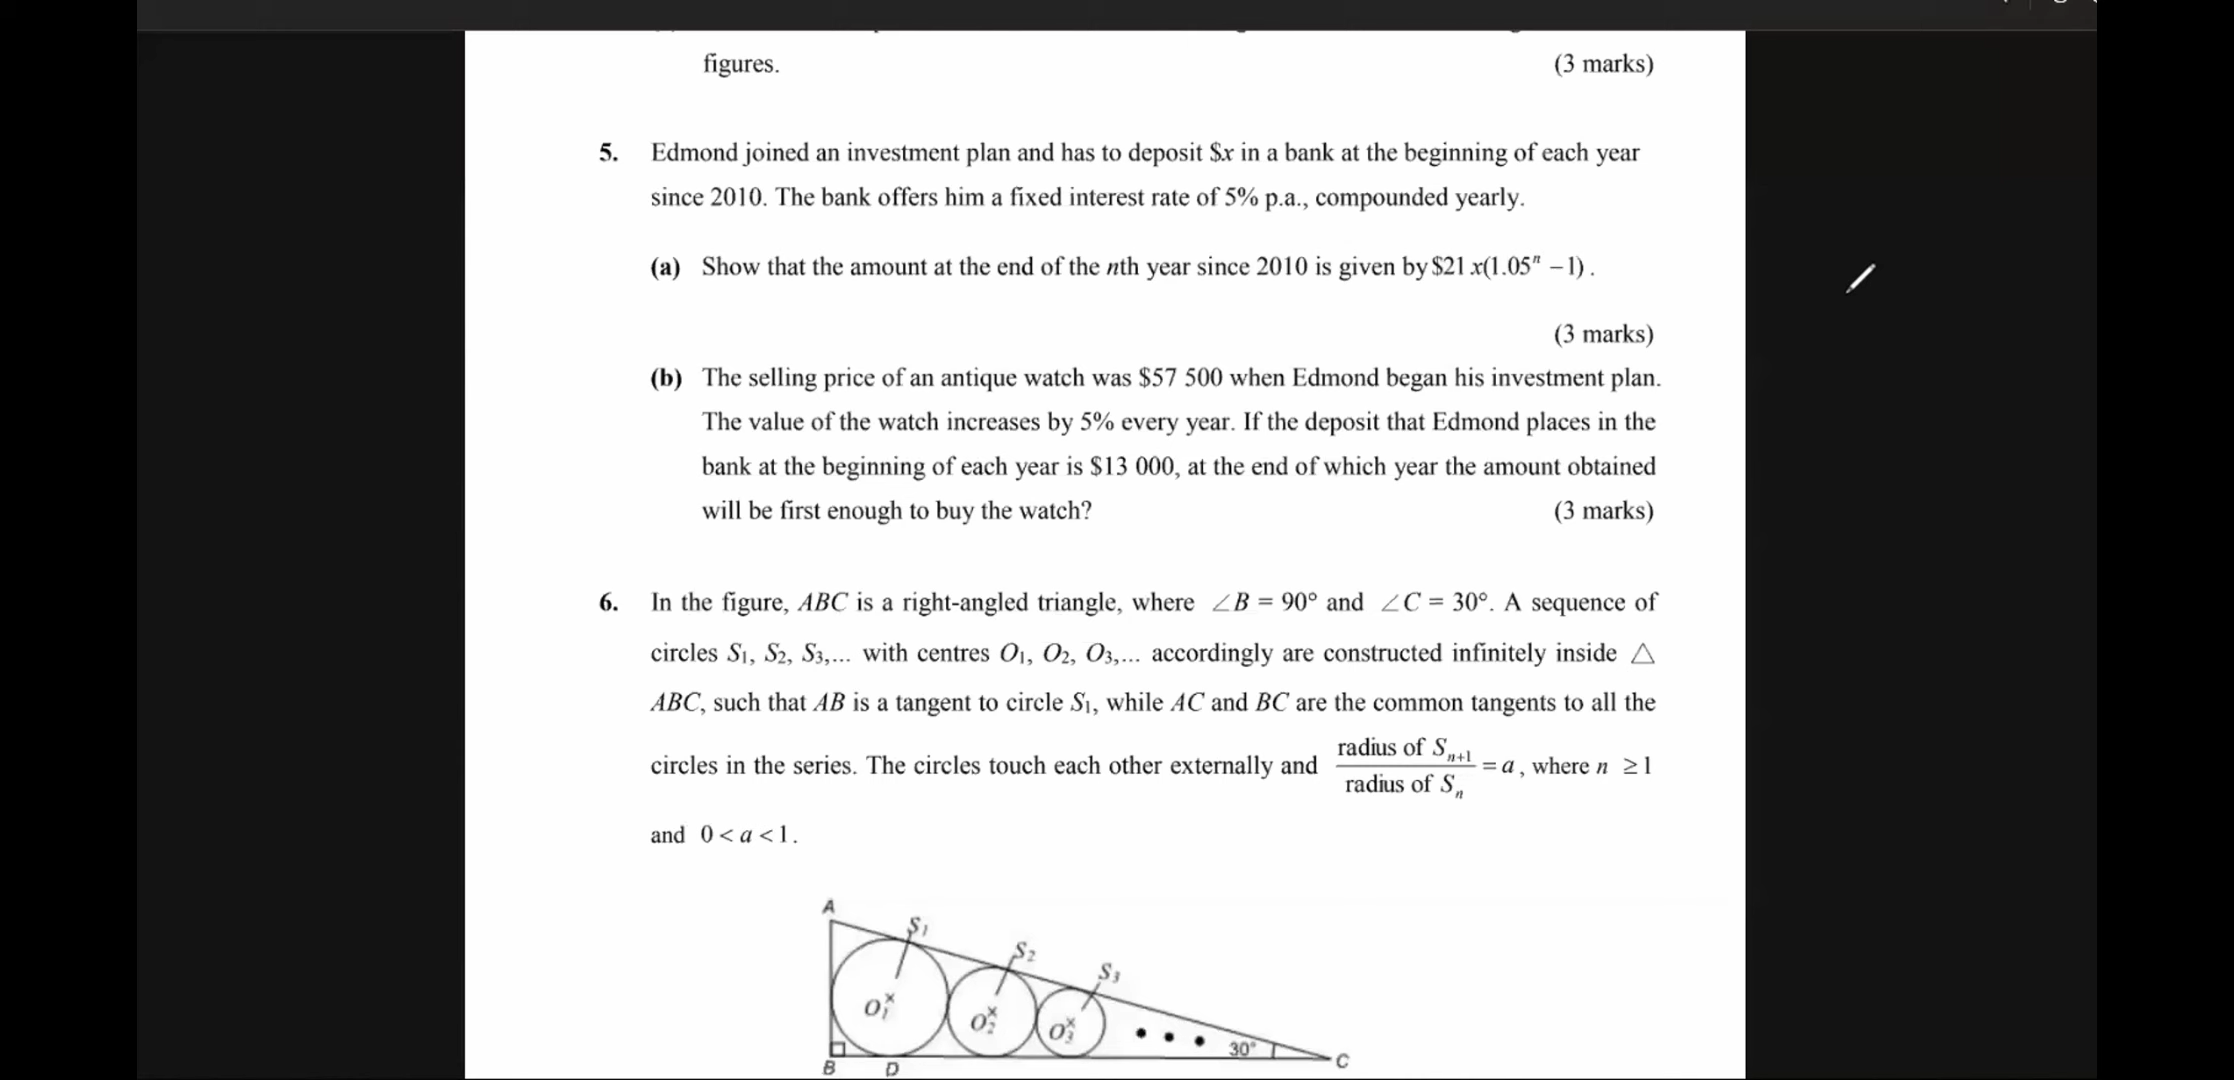 figures. (3 marks)
5. Edmond joined an investment plan and has to deposit $x in a bank at the beginning of each year
since 2010. The bank offers him a fixed interest rate of 5% p.a., compounded yearly.
(a) Show that the amount at the end of the nth year since 2010 is given by $21 x(1.05ⁿ − 1) .
(3 marks)
(b) The selling price of an antique watch was $57 500 when Edmond began his investment plan.
The value of the watch increases by 5% every year. If the deposit that Edmond places in the
bank at the beginning of each year is $13 000, at the end of which year the amount obtained
will be first enough to buy the watch? (3 marks)
6. In the figure, ABC is a right-angled triangle, where ∠B = 90° and ∠C = 30°. A sequence of
circles S₁, S₂, S₃,... with centres O₁, O₂, O₃,... accordingly are constructed infinitely inside △
ABC, such that AB is a tangent to circle S₁, while AC and BC are the common tangents to all the
circles in the series. The circles touch each other externally and radius of Sₙ₊₁ / radius of Sₙ = a , where n ≥ 1
and 0 < a < 1 .
A
S₁
S₂
S₃
O₁
O₂
O₃
30°
C
B
D